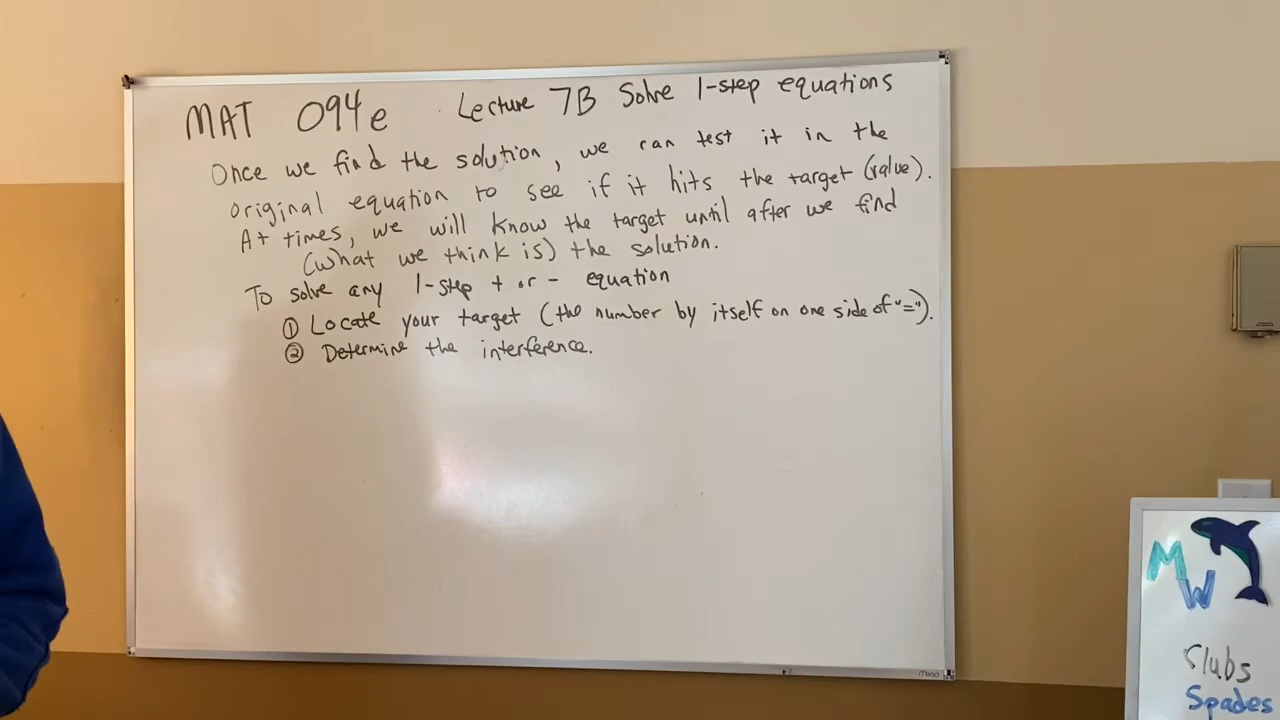 MAT 094e Lecture 7B Solve 1-step equations
Once we find the solution, we can test it in the
original equation to see if it hits the target (value).
At times, we will know the target until after we find
(what we think is) the solution.
To solve any 1-step + or - equation
① Locate your target (the number by itself on one side of "=").
② Determine the interference.
Mead
M
W
Clubs
Spades